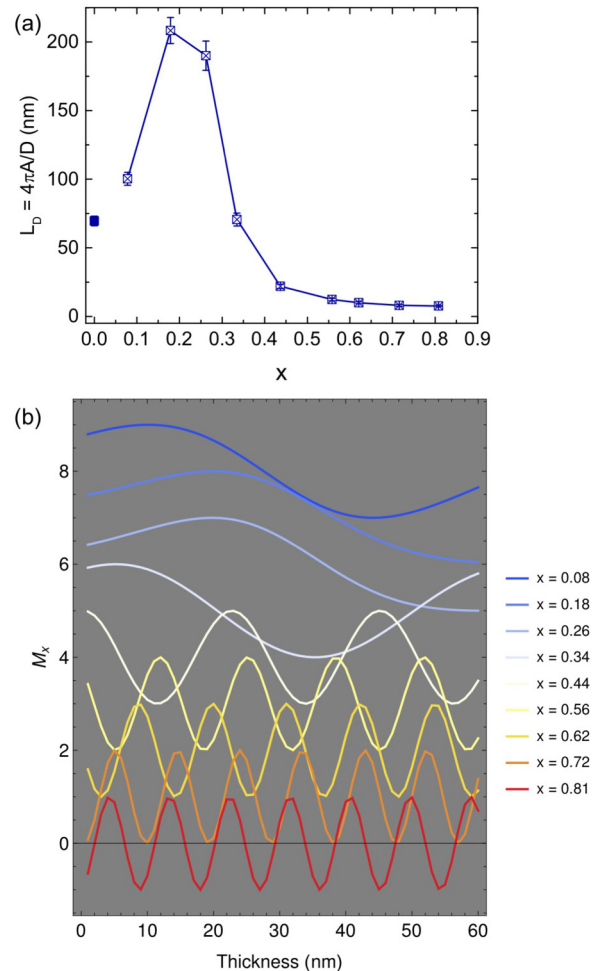 (a)
L_D = 4πA/D (nm)
200
150
100
50
0
0.0 0.1 0.2 0.3 0.4 0.5 0.6 0.7 0.8 0.9
x
(b)
M_x
8
6
4
2
0
0 10 20 30 40 50 60
Thickness (nm)
x = 0.08
x = 0.18
x = 0.26
x = 0.34
x = 0.44
x = 0.56
x = 0.62
x = 0.72
x = 0.81